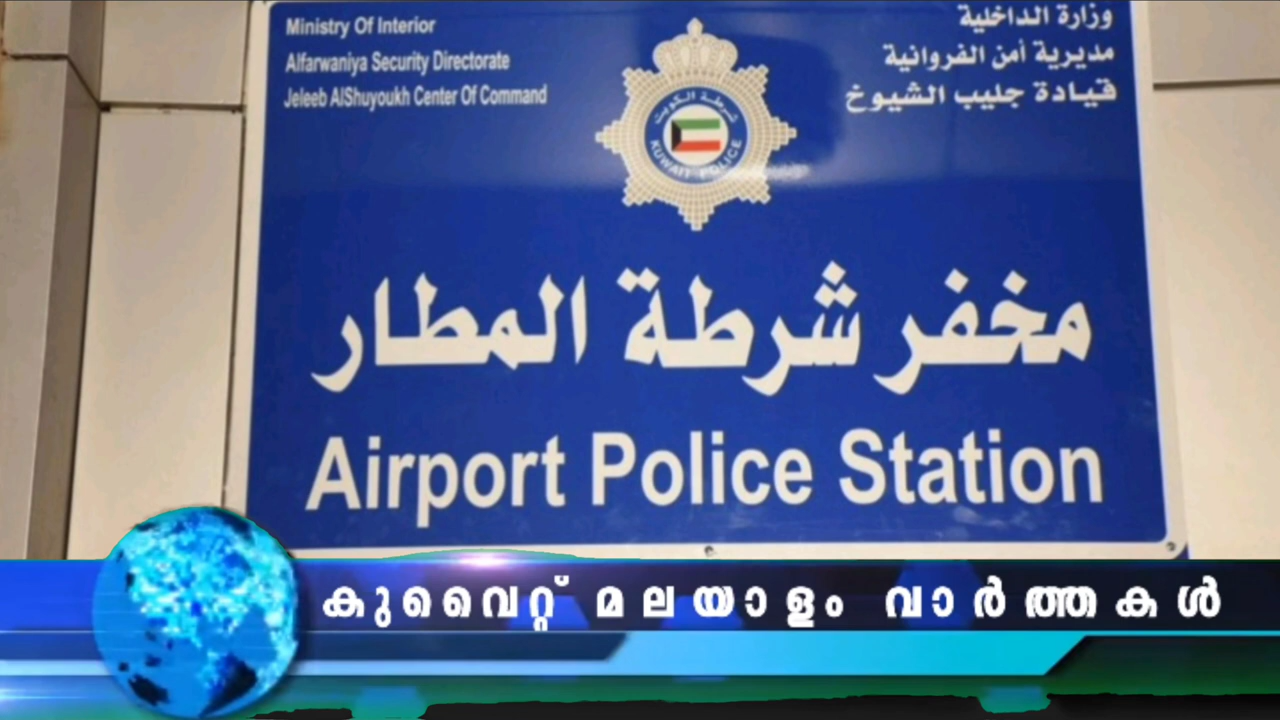 Ministry Of Interior
Alfarwaniya Security Directorate
Jeleeb AlShuyoukh Center Of Command
وزارة الداخلية
مديرية أمن الفروانية
قيادة جليب الشيوخ
شرطة الكويت
KUWAIT POLICE
مخفر شرطة المطار
Airport Police Station
കുവൈറ്റ് മലയാളം വാർത്തകൾ